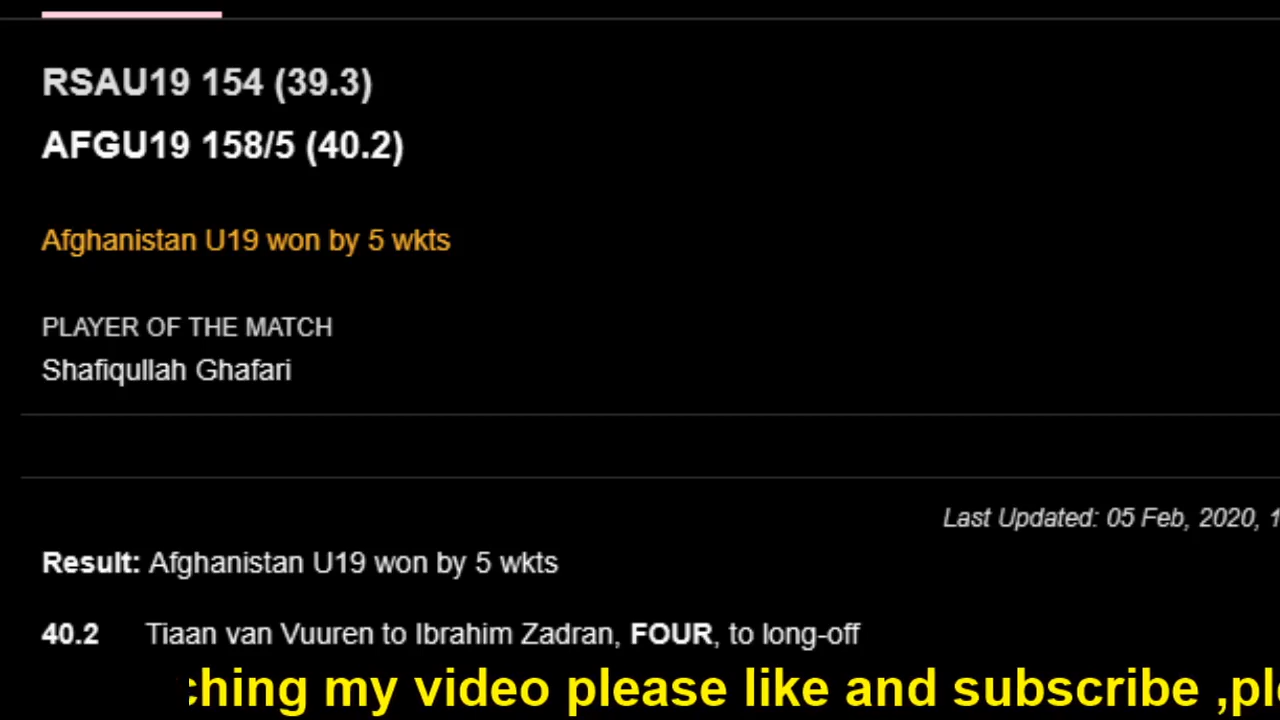 RSAU19 154 (39.3)
AFGU19 158/5 (40.2)
Afghanistan U19 won by 5 wkts
PLAYER OF THE MATCH
Shafiqullah Ghafari
Last Updated: 05 Feb, 2020,
Result: Afghanistan U19 won by 5 wkts
40.2 Tiaan van Vuuren to Ibrahim Zadran, FOUR, to long-off
my video please like and subscribe ,